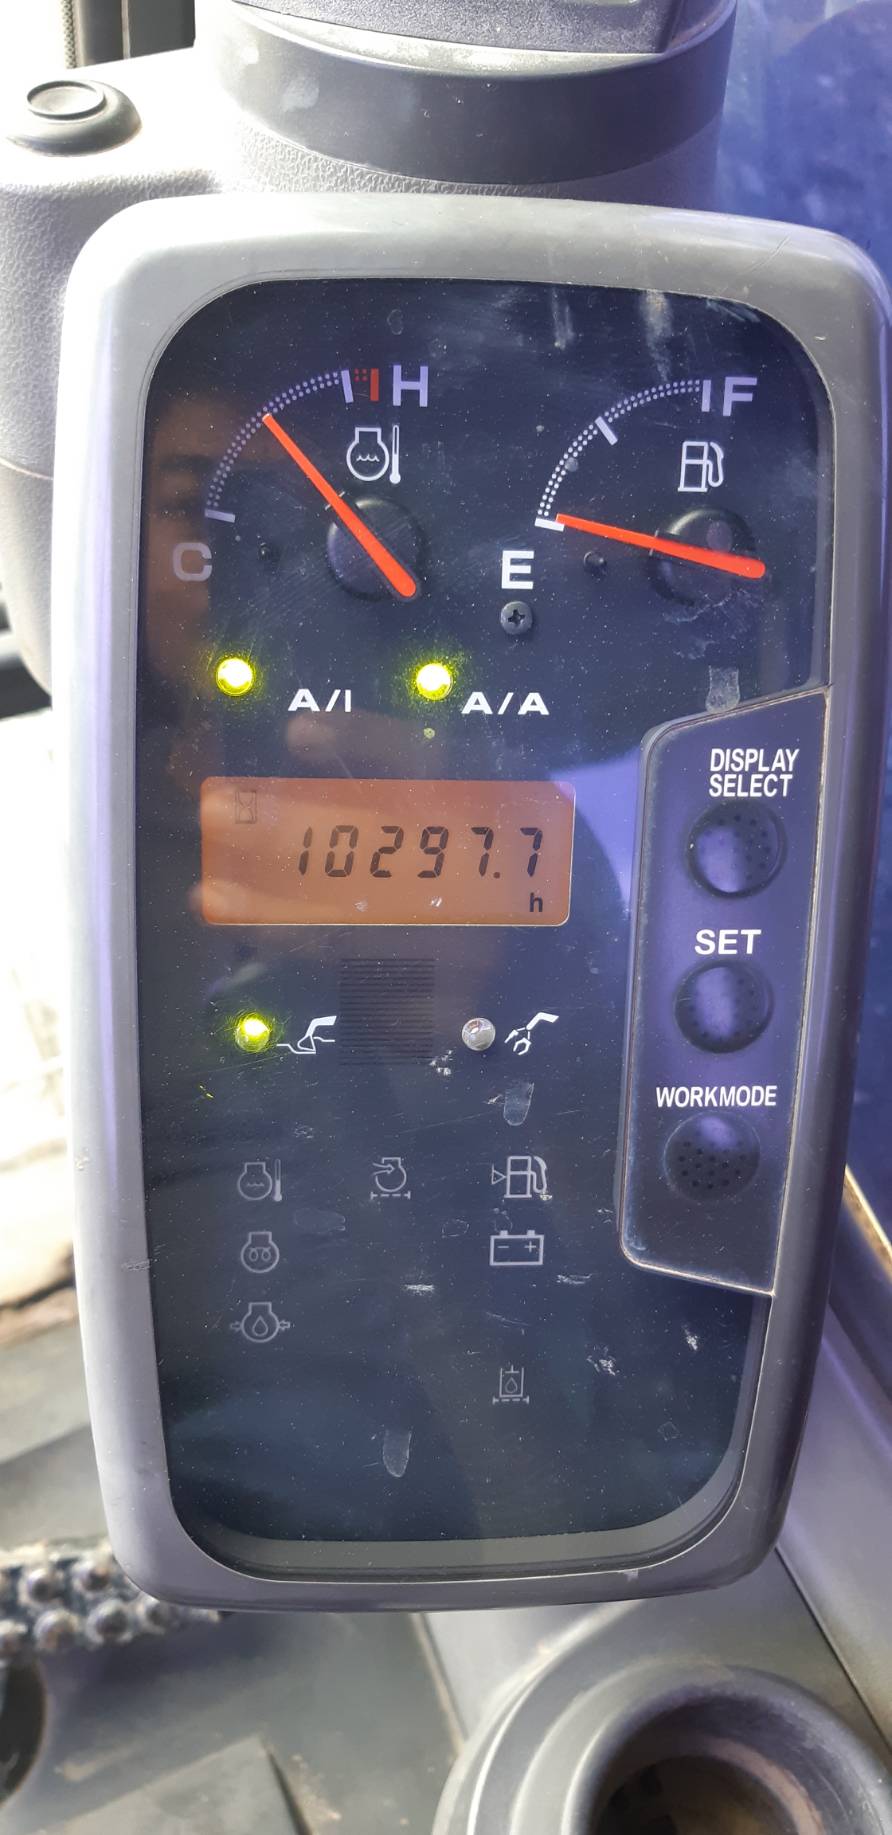 H
F
C
E
A/I
A/A
DISPLAY
SELECT
10297.7
h
SET
WORKMODE